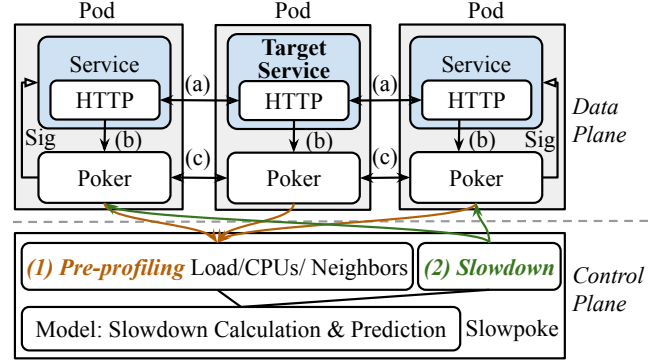 Pod Pod Pod
Service Target Service Service
HTTP (a) HTTP (a) HTTP
Sig (b) (b) (b) Sig
Poker (c) Poker (c) Poker
Data Plane
(1) Pre-profiling Load/CPUs/ Neighbors
(2) Slowdown
Control Plane
Model: Slowdown Calculation & Prediction
Slowpoke